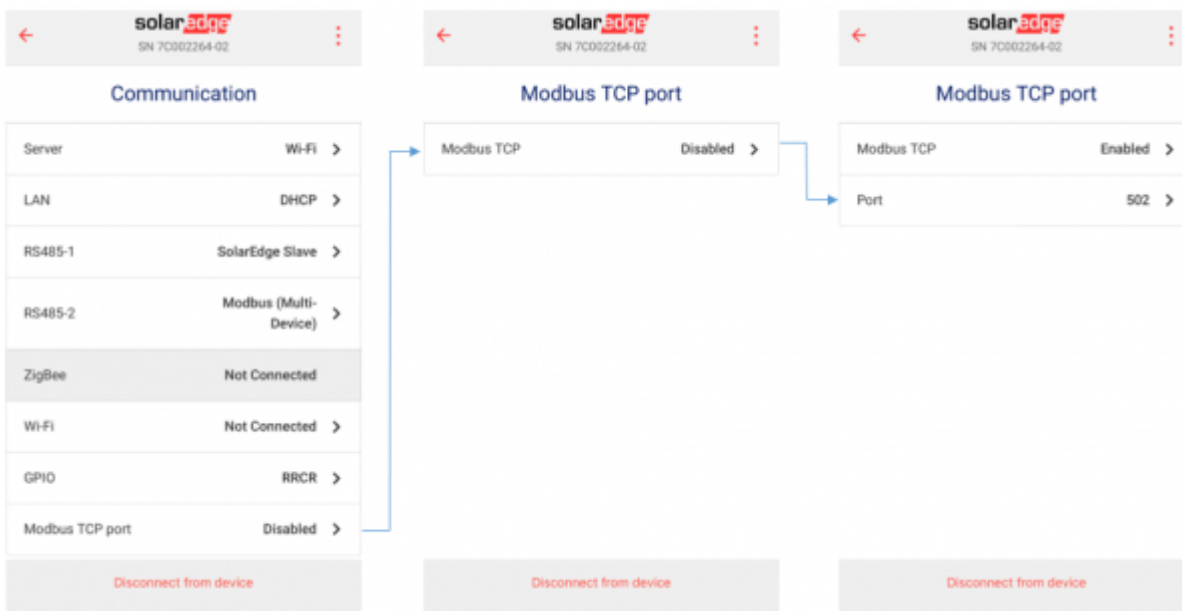 solaredge
SN 7C002264-02
Communication
Server Wi-Fi
LAN DHCP
RS485-1 SolarEdge Slave
RS485-2 Modbus (Multi-
Device)
ZigBee Not Connected
Wi-Fi Not Connected
GPIO RRCR
Modbus TCP port Disabled
Disconnect from device
solaredge
SN 7C002264-02
Modbus TCP port
Modbus TCP Disabled
Disconnect from device
solaredge
SN 7C002264-02
Modbus TCP port
Modbus TCP Enabled
Port 502
Disconnect from device